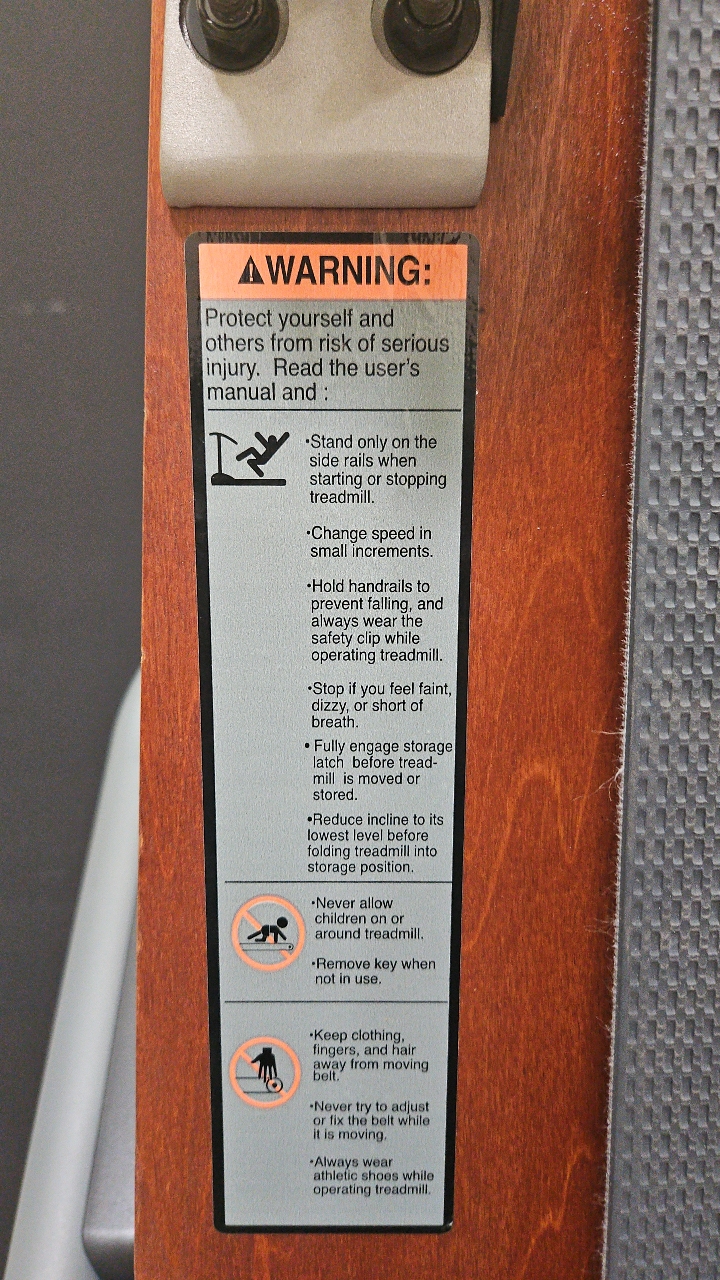 ⚠WARNING:
Protect yourself and
others from risk of serious
injury.  Read the user's
manual and :
•Stand only on the
side rails when
starting or stopping
treadmill.
•Change speed in
small increments.
•Hold handrails to
prevent falling, and
always wear the
safety clip while
operating treadmill.
•Stop if you feel faint,
dizzy, or short of
breath.
• Fully engage storage
latch  before tread-
mill  is moved or
stored.
•Reduce incline to its
lowest level before
folding treadmill into
storage position.
•Never allow
children on or
around treadmill.
•Remove key when
not in use.
•Keep clothing,
fingers, and hair
away from moving
belt.
•Never try to adjust
or fix the belt while
it is moving.
•Always wear
athletic shoes while
operating treadmill.